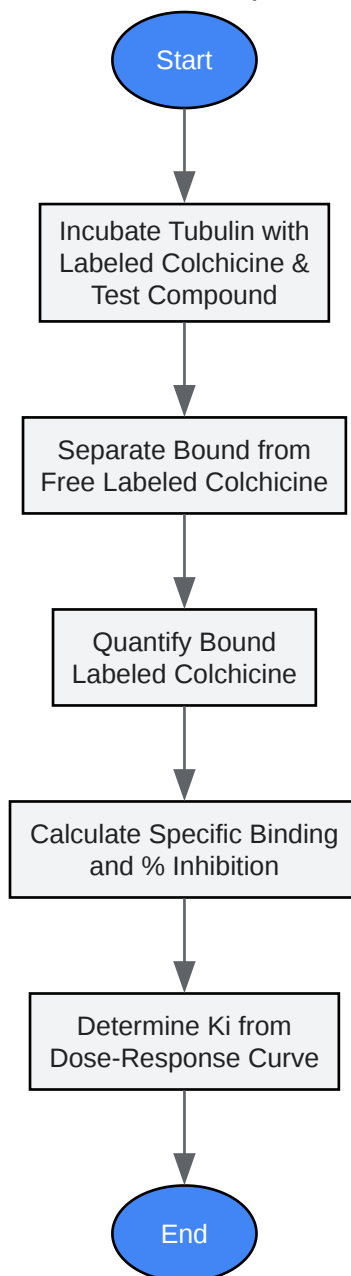 Start
Incubate Tubulin with
Labeled Colchicine &
Test Compound
Separate Bound from
Free Labeled Colchicine
Quantify Bound
Labeled Colchicine
Calculate Specific Binding
and % Inhibition
Determine Ki from
Dose-Response Curve
End